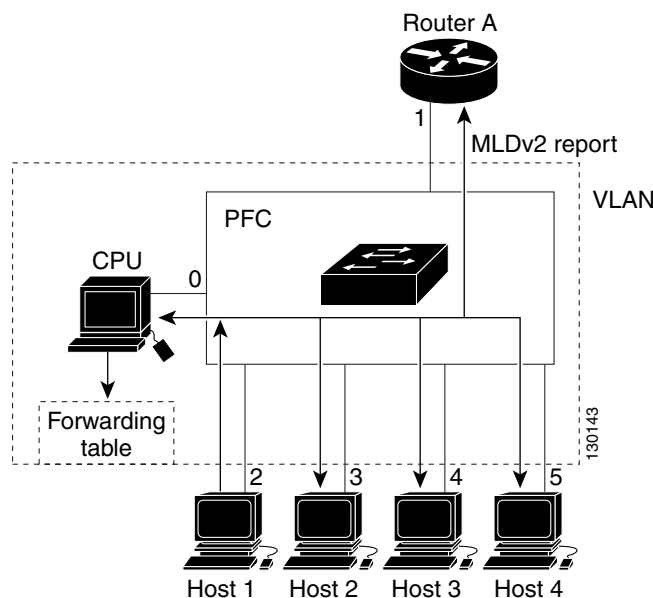 Router A
1
MLDv2 report
VLAN
PFC
CPU
0
Forwarding
table
130143
2
3
4
5
Host 1
Host 2
Host 3
Host 4